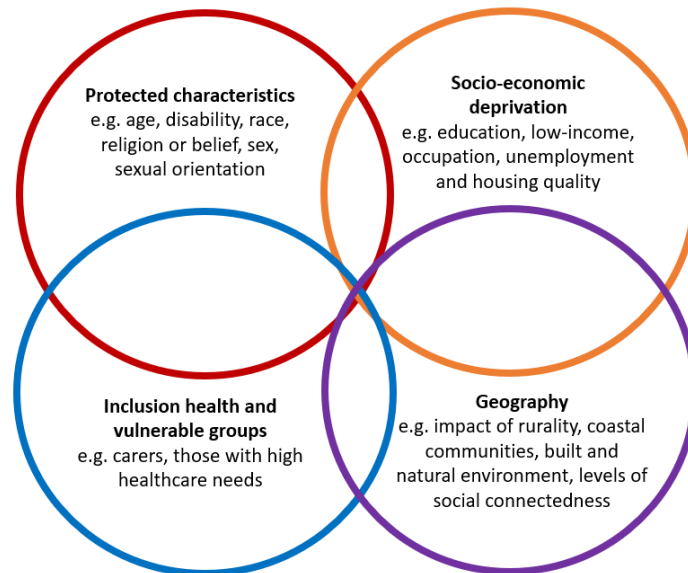 Protected characteristics
e.g. age, disability, race,
religion or belief, sex,
sexual orientation
Socio-economic
deprivation
e.g. education, low-income,
occupation, unemployment
and housing quality
Inclusion health and
vulnerable groups
e.g. carers, those with high
healthcare needs
Geography
e.g. impact of rurality, coastal
communities, built and
natural environment, levels of
social connectedness